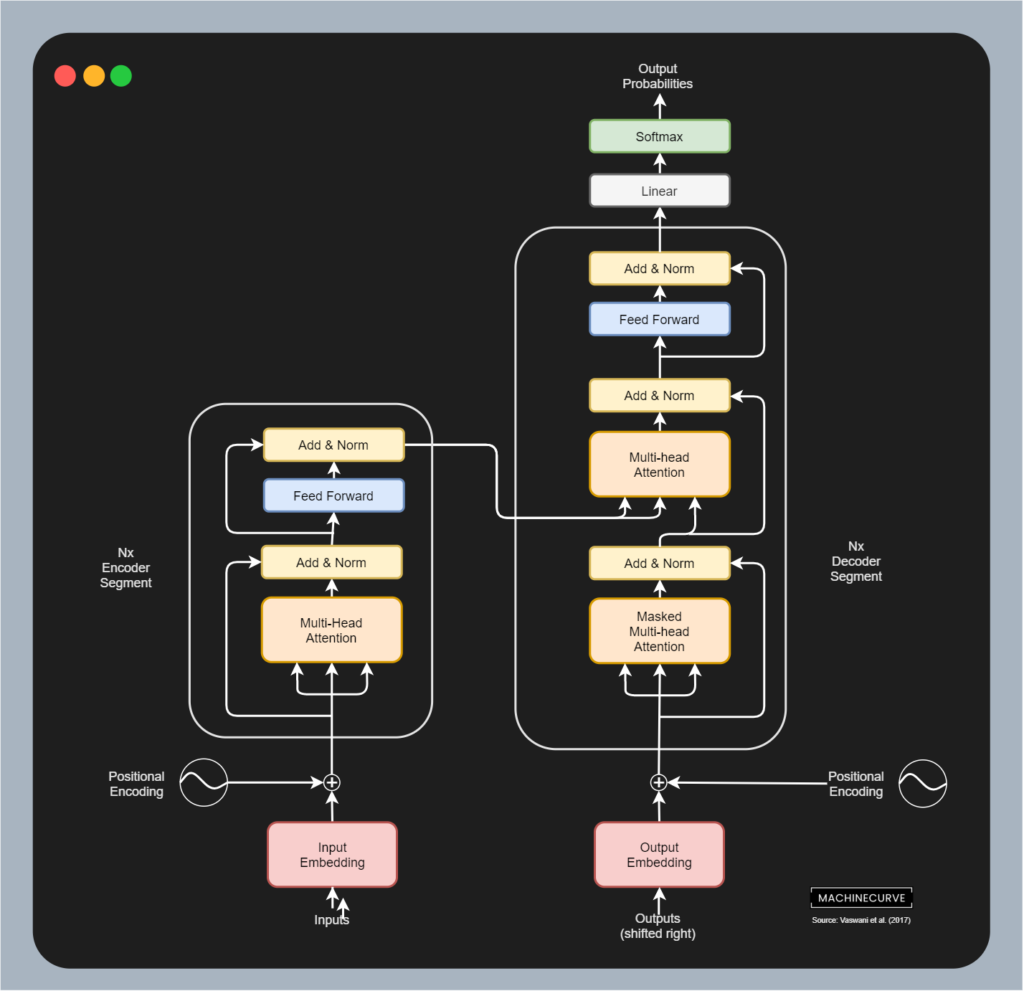 Output
Probabilities
Softmax
Linear
Add & Norm
Feed Forward
Add & Norm
Multi-head
Attention
Add & Norm
Masked
Multi-head
Attention
Nx
Decoder
Segment
Add & Norm
Feed Forward
Add & Norm
Multi-Head
Attention
Nx
Encoder
Segment
Positional
Encoding
Positional
Encoding
Input
Embedding
Output
Embedding
Inputs
Outputs
(shifted right)
MACHINECURVE
Source: Vaswani et al. (2017)